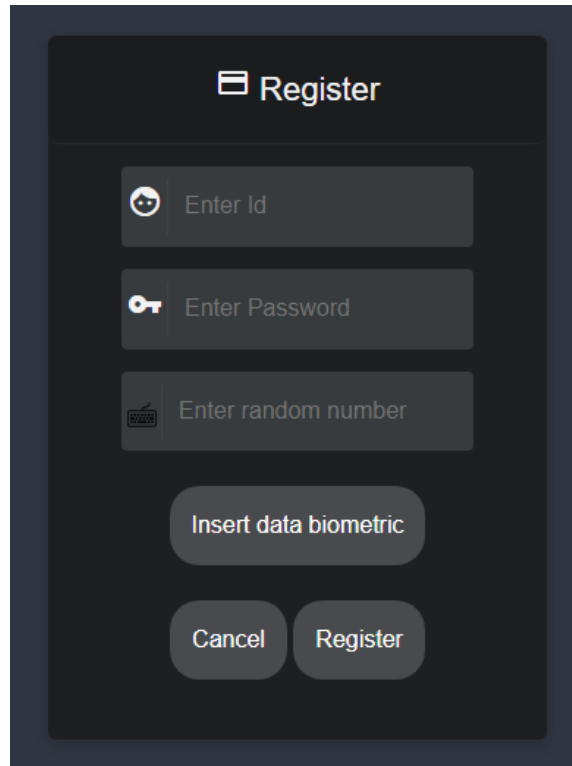 Register
Enter Id
Enter Password
Enter random number
Insert data biometric
Cancel Register